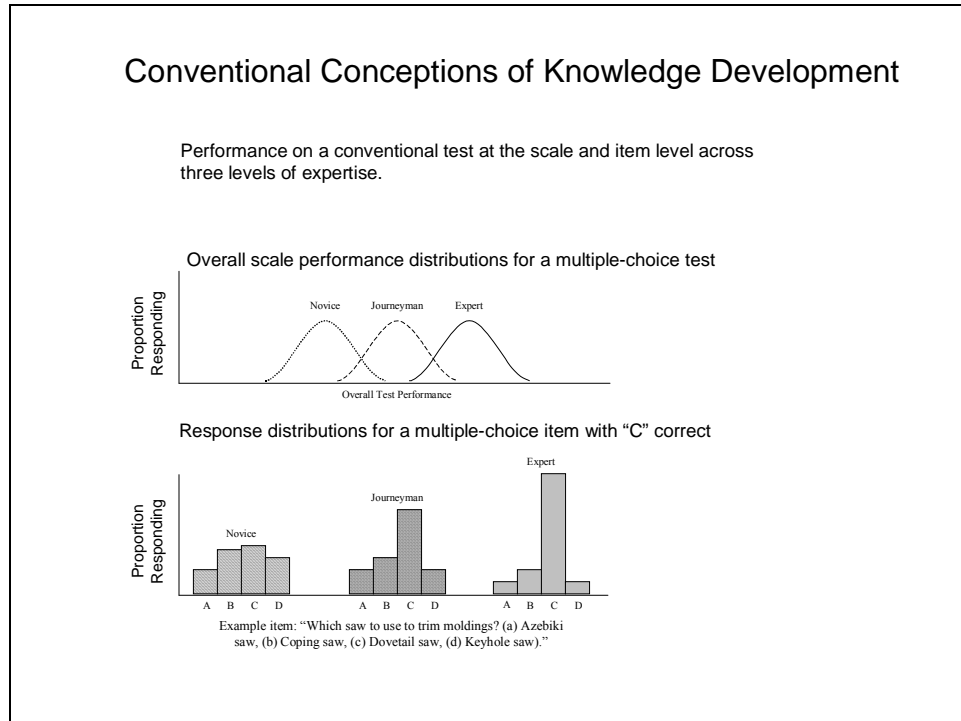 Conventional Conceptions of Knowledge Development
Performance on a conventional test at the scale and item level across
three levels of expertise.
Overall scale performance distributions for a multiple-choice test
Proportion
Responding
Novice
Journeyman
Expert
Overall Test Performance
Response distributions for a multiple-choice item with “C” correct
Proportion
Responding
Novice
Journeyman
Expert
A B C D
A B C D
A B C D
Example item: “Which saw to use to trim moldings? (a) Azebiki
saw, (b) Coping saw, (c) Dovetail saw, (d) Keyhole saw).”